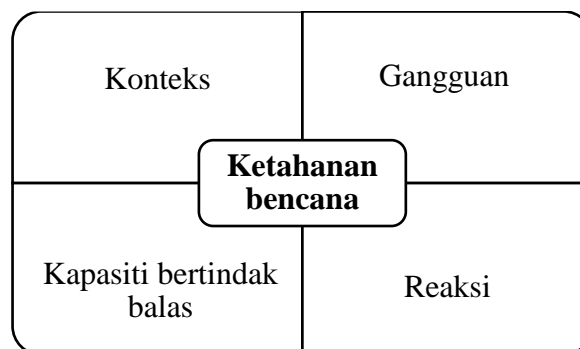 Konteks
Gangguan
Ketahanan
bencana
Kapasiti bertindak
balas
Reaksi